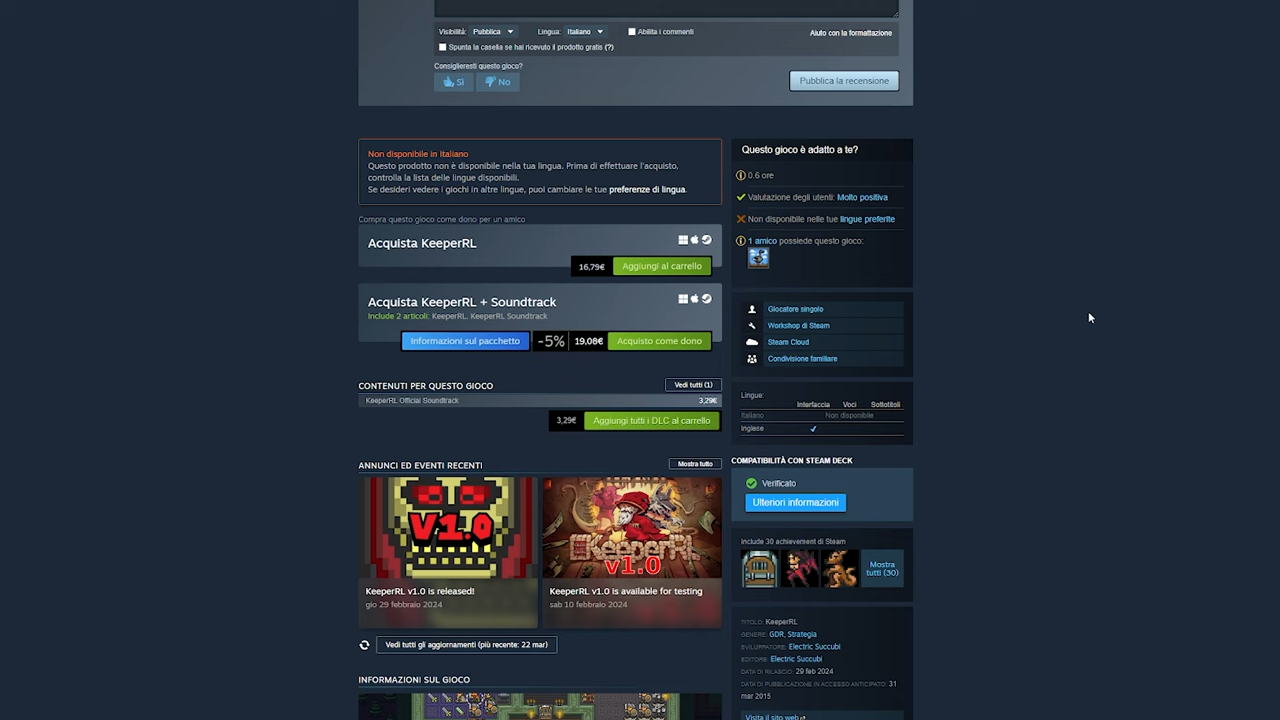 Visibilità: Pubblica Lingua: Italiano Abilita i commenti Aiuto con la formattazione
Spunta la casella se hai ricevuto il prodotto gratis (?)
Consiglieresti questo gioco?
Sì No
Pubblica la recensione
Non disponibile in Italiano
Questo prodotto non è disponibile nella tua lingua. Prima di effettuare l'acquisto,
controlla la lista delle lingue disponibili.
Se desideri vedere i giochi in altre lingue, puoi cambiare le tue preferenze di lingua.
Compra questo gioco come dono per un amico
Acquista KeeperRL
16,79€ Aggiungi al carrello
Acquista KeeperRL + Soundtrack
Include 2 articoli: KeeperRL, KeeperRL Soundtrack
Informazioni sul pacchetto -5% 19,08€ Acquisto come dono
CONTENUTI PER QUESTO GIOCO Vedi tutti (1)
KeeperRL Official Soundtrack 3,29€
3,29€ Aggiungi tutti i DLC al carrello
ANNUNCI ED EVENTI RECENTI Mostra tutto
V1.0
KeeperRL v1.0 is released!
gio 29 febbraio 2024
KeeperRL
v1.0
KeeperRL v1.0 is available for testing
sab 10 febbraio 2024
Vedi tutti gli aggiornamenti (più recente: 22 mar)
INFORMAZIONI SUL GIOCO
Questo gioco è adatto a te?
0.6 ore
Valutazione degli utenti: Molto positiva
Non disponibile nelle tue lingue preferite
1 amico possiede questo gioco:
Giocatore singolo
Workshop di Steam
Steam Cloud
Condivisione familiare
Lingue:
Interfaccia Voci Sottotitoli
Italiano Non disponibile
Inglese ✔
COMPATIBILITÀ CON STEAM DECK
Verificato
Ulteriori informazioni
Include 30 achievement di Steam
Mostra
tutti (30)
TITOLO: KeeperRL
GENERE: GDR, Strategia
SVILUPPATORE: Electric Succubi
EDITORE: Electric Succubi
DATA DI RILASCIO: 29 feb 2024
DATA DI PUBBLICAZIONE IN ACCESSO ANTICIPATO: 31
mar 2015
Visita il sito web